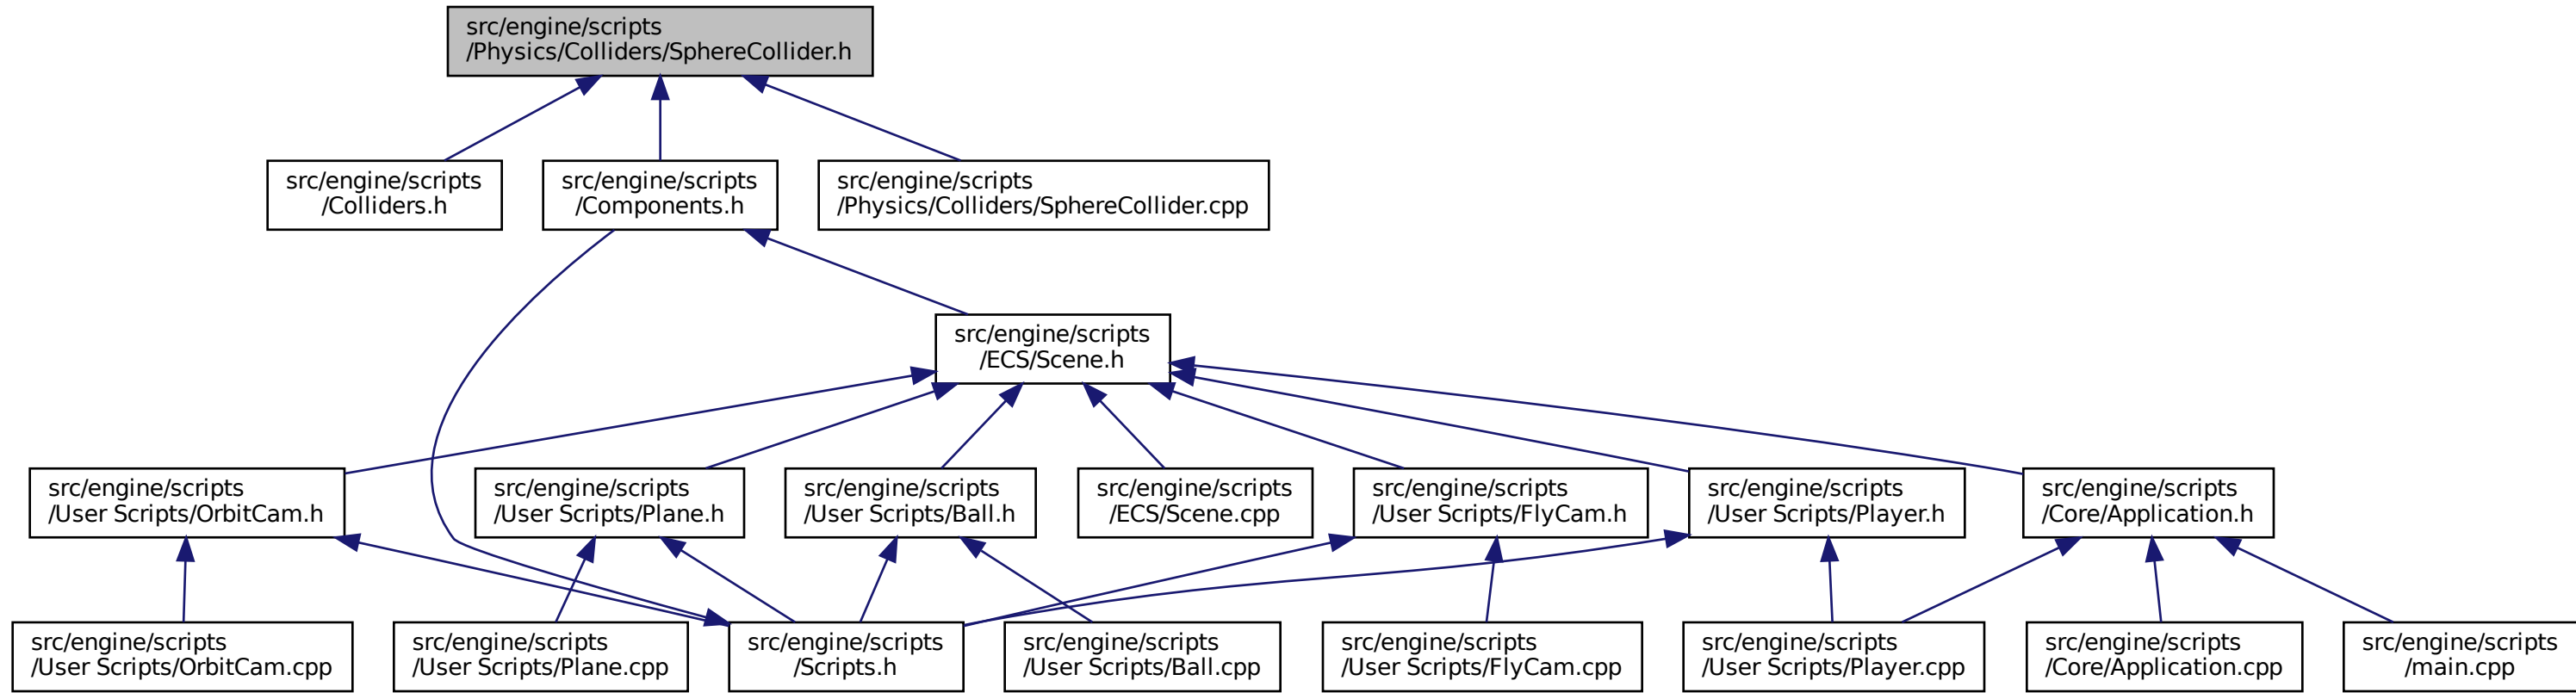 src/engine/scripts
/Physics/Colliders/SphereCollider.h
src/engine/scripts
/Colliders.h
src/engine/scripts
/Components.h
src/engine/scripts
/Physics/Colliders/SphereCollider.cpp
src/engine/scripts
/ECS/Scene.h
src/engine/scripts
/User Scripts/OrbitCam.h
src/engine/scripts
/User Scripts/Plane.h
src/engine/scripts
/User Scripts/Ball.h
src/engine/scripts
/ECS/Scene.cpp
src/engine/scripts
/User Scripts/FlyCam.h
src/engine/scripts
/User Scripts/Player.h
src/engine/scripts
/Core/Application.h
src/engine/scripts
/User Scripts/OrbitCam.cpp
src/engine/scripts
/User Scripts/Plane.cpp
src/engine/scripts
/Scripts.h
src/engine/scripts
/User Scripts/Ball.cpp
src/engine/scripts
/User Scripts/FlyCam.cpp
src/engine/scripts
/User Scripts/Player.cpp
src/engine/scripts
/Core/Application.cpp
src/engine/scripts
/main.cpp